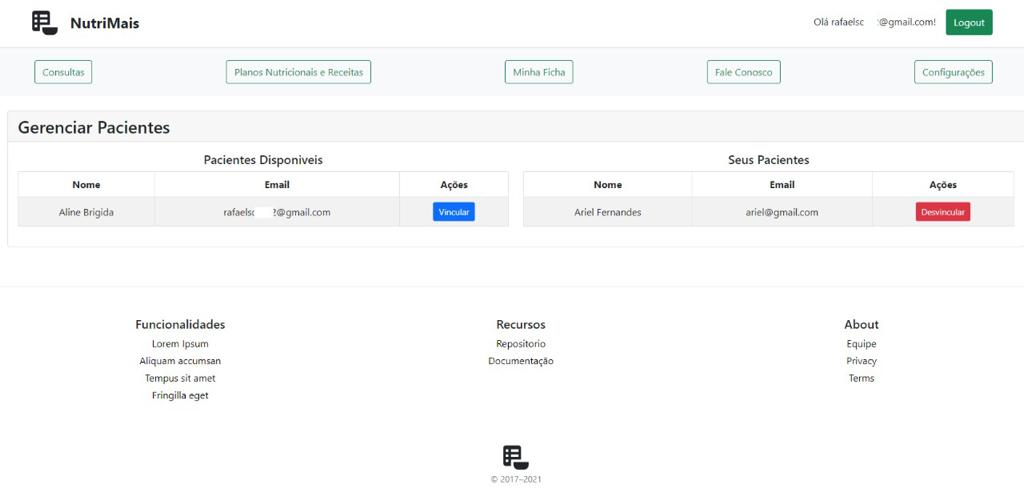 NutriMais
Olá rafaelsc :@gmail.com!
Logout
Consultas
Planos Nutricionais e Receitas
Minha Ficha
Fale Conosco
Configurações
Gerenciar Pacientes
Pacientes Disponiveis
Nome Email Ações
Aline Brigida rafaelsc 2@gmail.com Vincular
Seus Pacientes
Nome Email Ações
Ariel Fernandes ariel@gmail.com Desvincular
Funcionalidades
Lorem Ipsum
Aliquam accumsan
Tempus sit amet
Fringilla eget
Recursos
Repositorio
Documentação
About
Equipe
Privacy
Terms
© 2017–2021